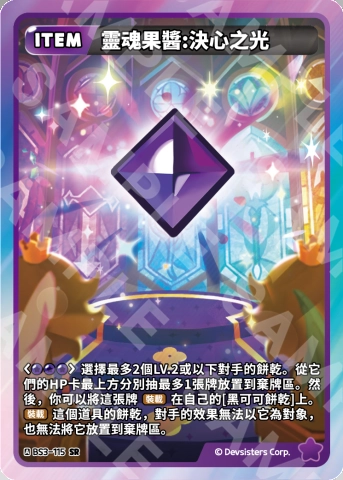 ITEM
靈魂果醬:決心之光
SAMPLE
<●●●> 選擇最多2個LV.2或以下對手的餅乾。從它
們的HP卡最上方分別抽最多1張牌放置到棄牌區。然
後，你可以將這張牌 裝載 在自己的[黑可可餅乾]上。
裝載 這個道具的餅乾，對手的效果無法以它為對象，
也無法將它放置到棄牌區。
A BS3-115 SR
© Devsisters Corp.